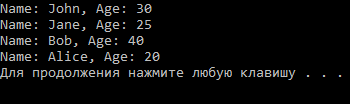 Name: John, Age: 30
Name: Jane, Age: 25
Name: Bob, Age: 40
Name: Alice, Age: 20
Для продолжения нажмите любую клавишу . . .